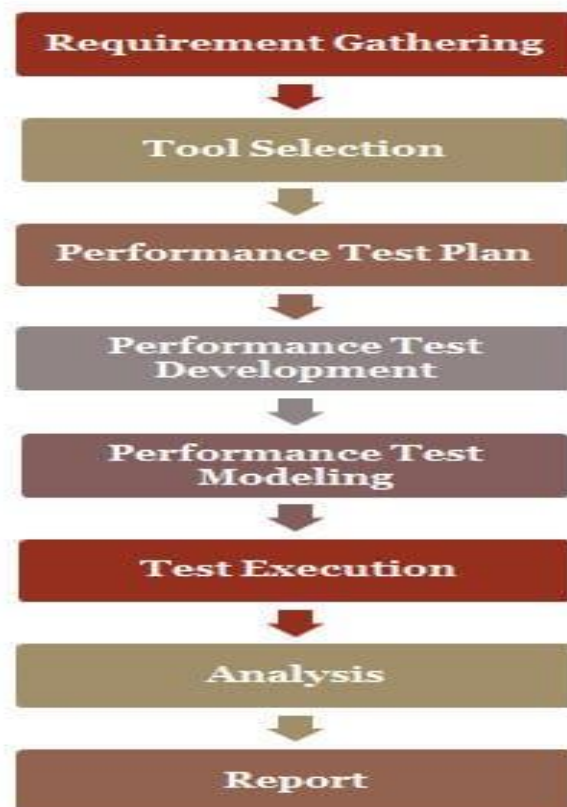 Requirement Gathering
Tool Selection
Performance Test Plan
Performance Test
Development
Performance Test
Modeling
Test Execution
Analysis
Report